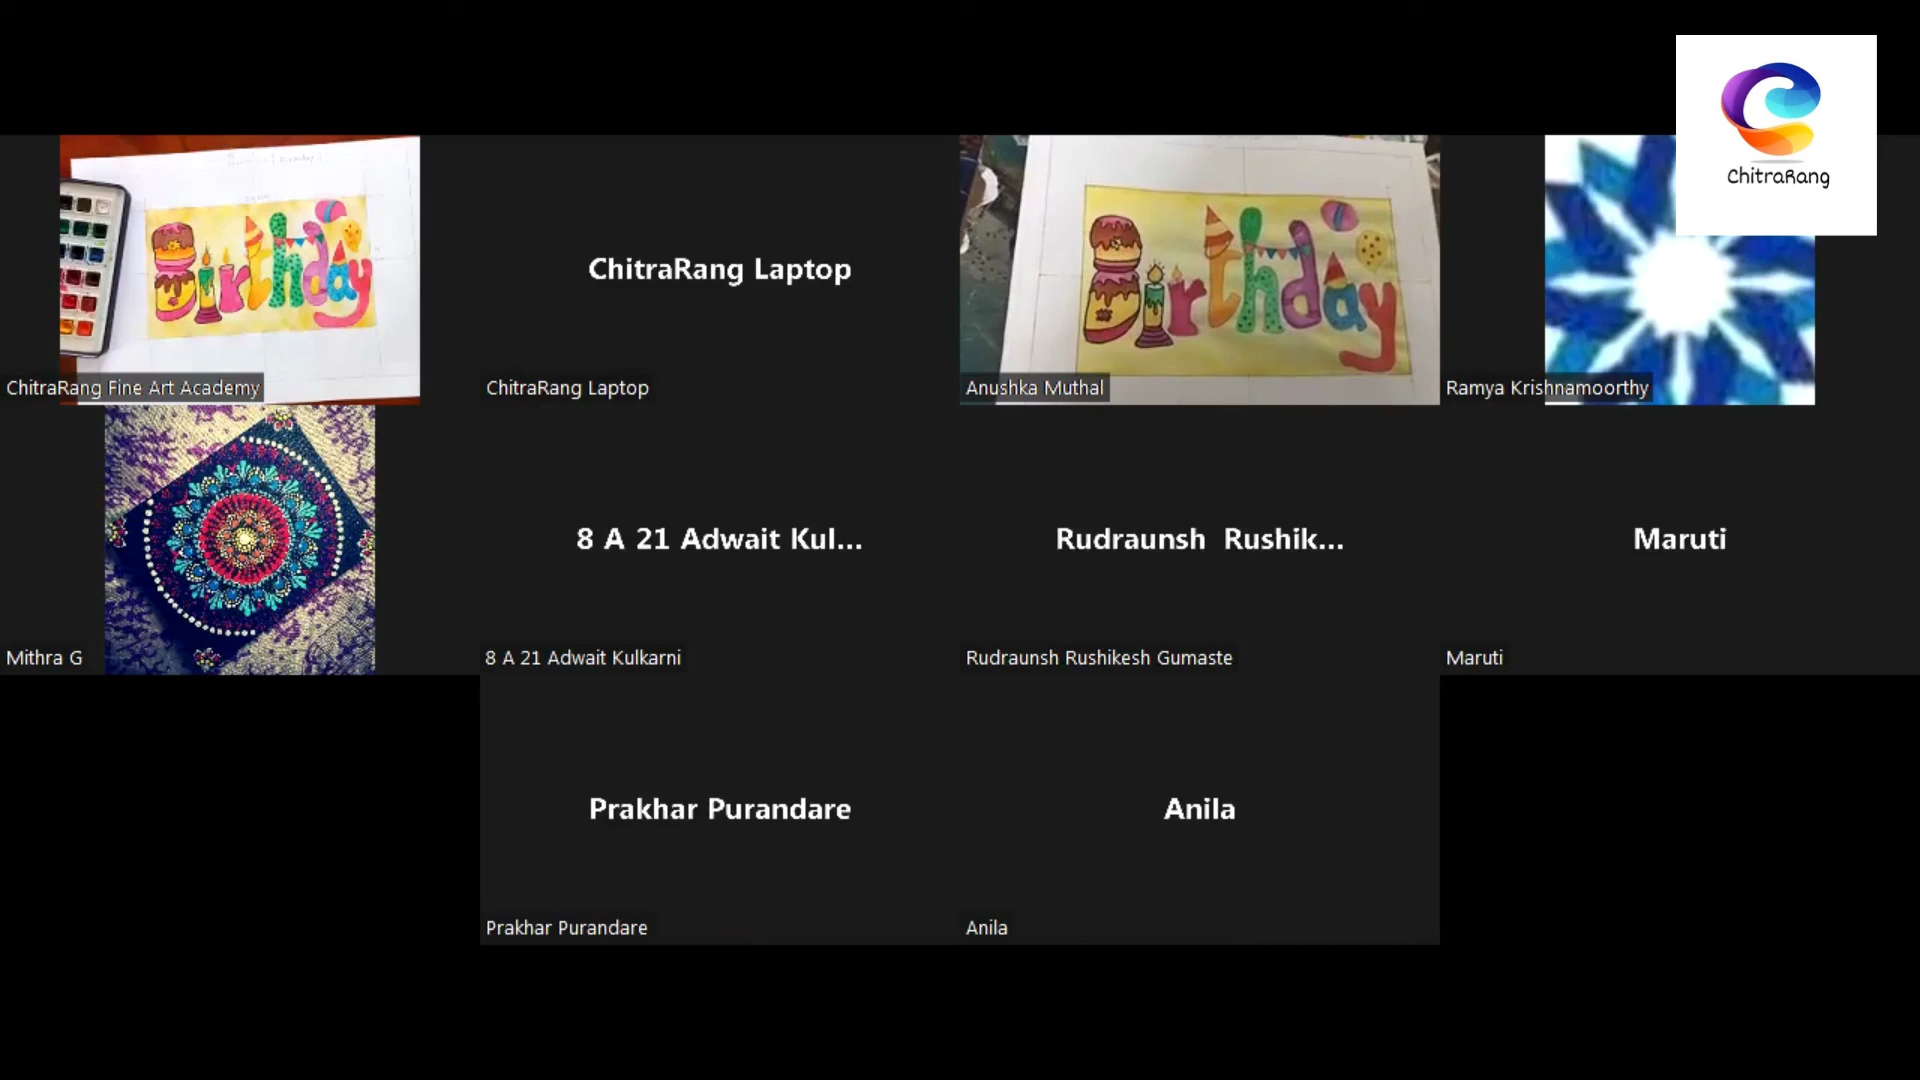 ChitraRang
Birthday
ChitraRang Fine Art Academy
ChitraRang Laptop
ChitraRang Laptop
Birthday
Anushka Muthal
Ramya Krishnamoorthy
Mithra G
8 A 21 Adwait Kul...
8 A 21 Adwait Kulkarni
Rudraunsh Rushik...
Rudraunsh Rushikesh Gumaste
Maruti
Maruti
Prakhar Purandare
Prakhar Purandare
Anila
Anila